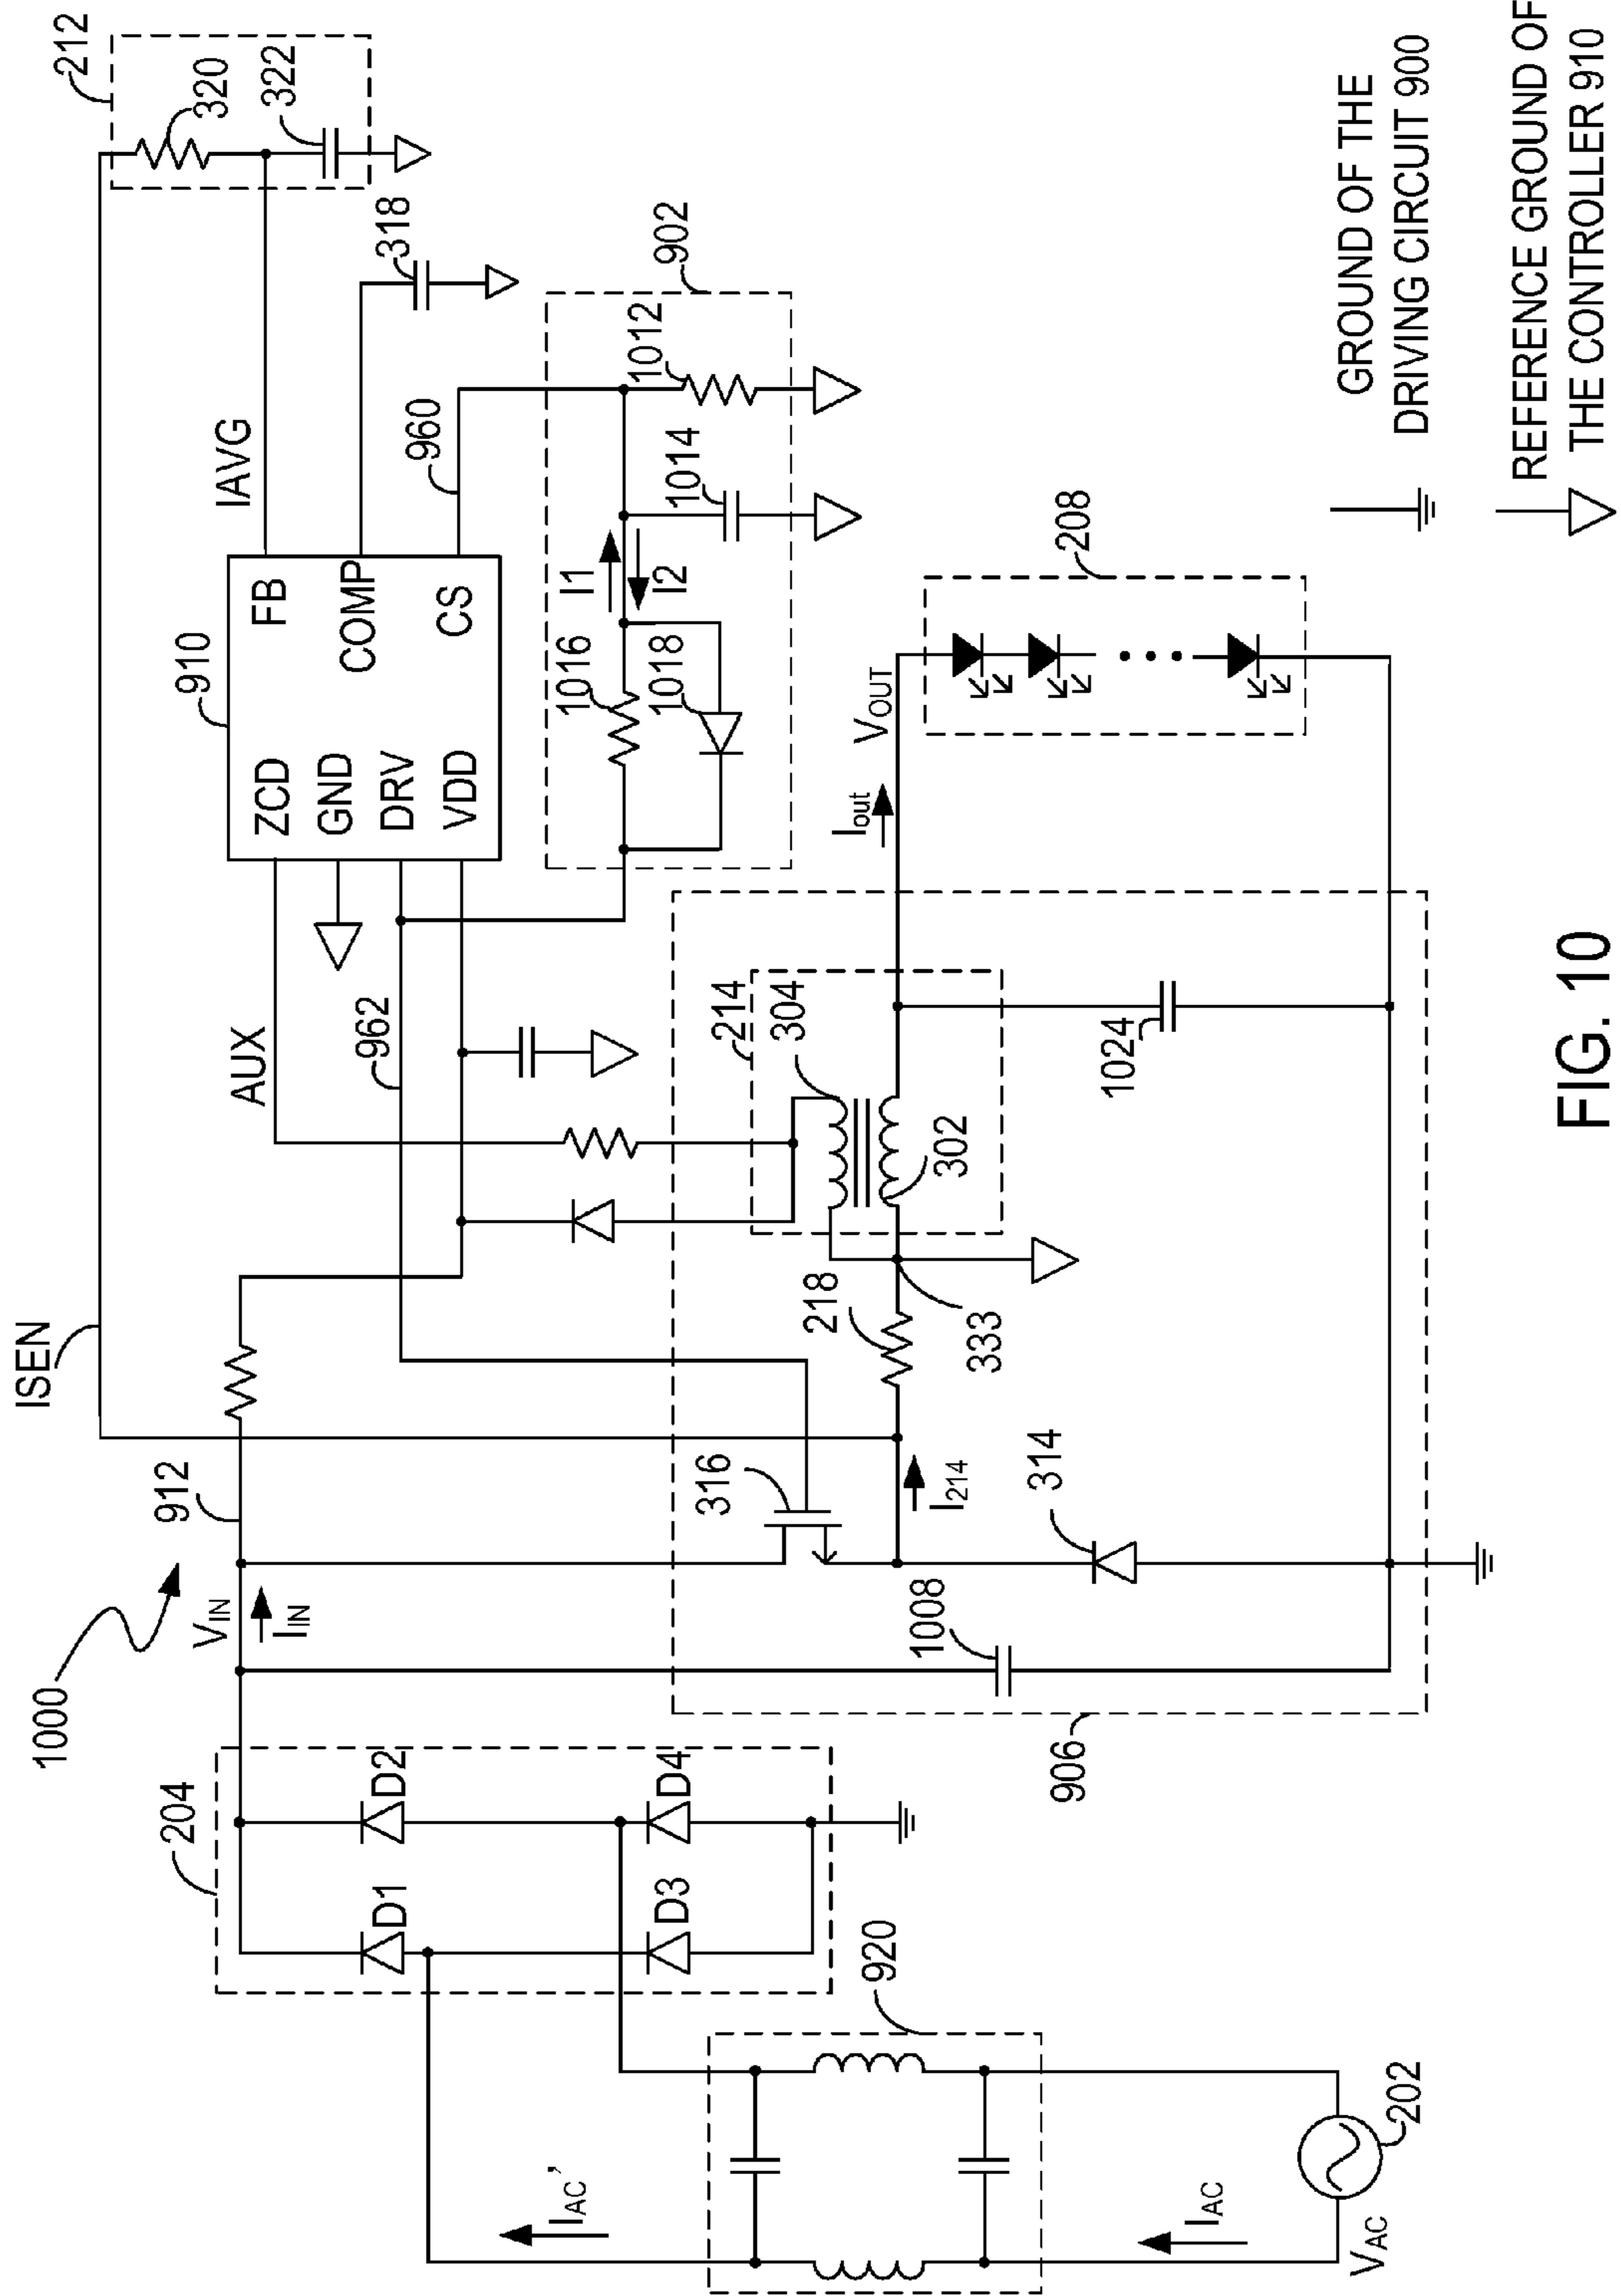 1000
204
D1
D2
D3
D4
920
I_AC'
I_AC
V_AC
202
V_IN
I_IN
912
ISEN
AUX
962
910
ZCD
GND
DRV
VDD
FB
COMP
CS
IAVG
212
320
322
318
960
902
1012
1014
1016
1018
I1
I2
906
1008
316
314
I_214
218
333
214
304
302
1024
I_out
V_OUT
208
GROUND OF THE
DRIVING CIRCUIT 900
REFERENCE GROUND OF
THE CONTROLLER 910
FIG. 10